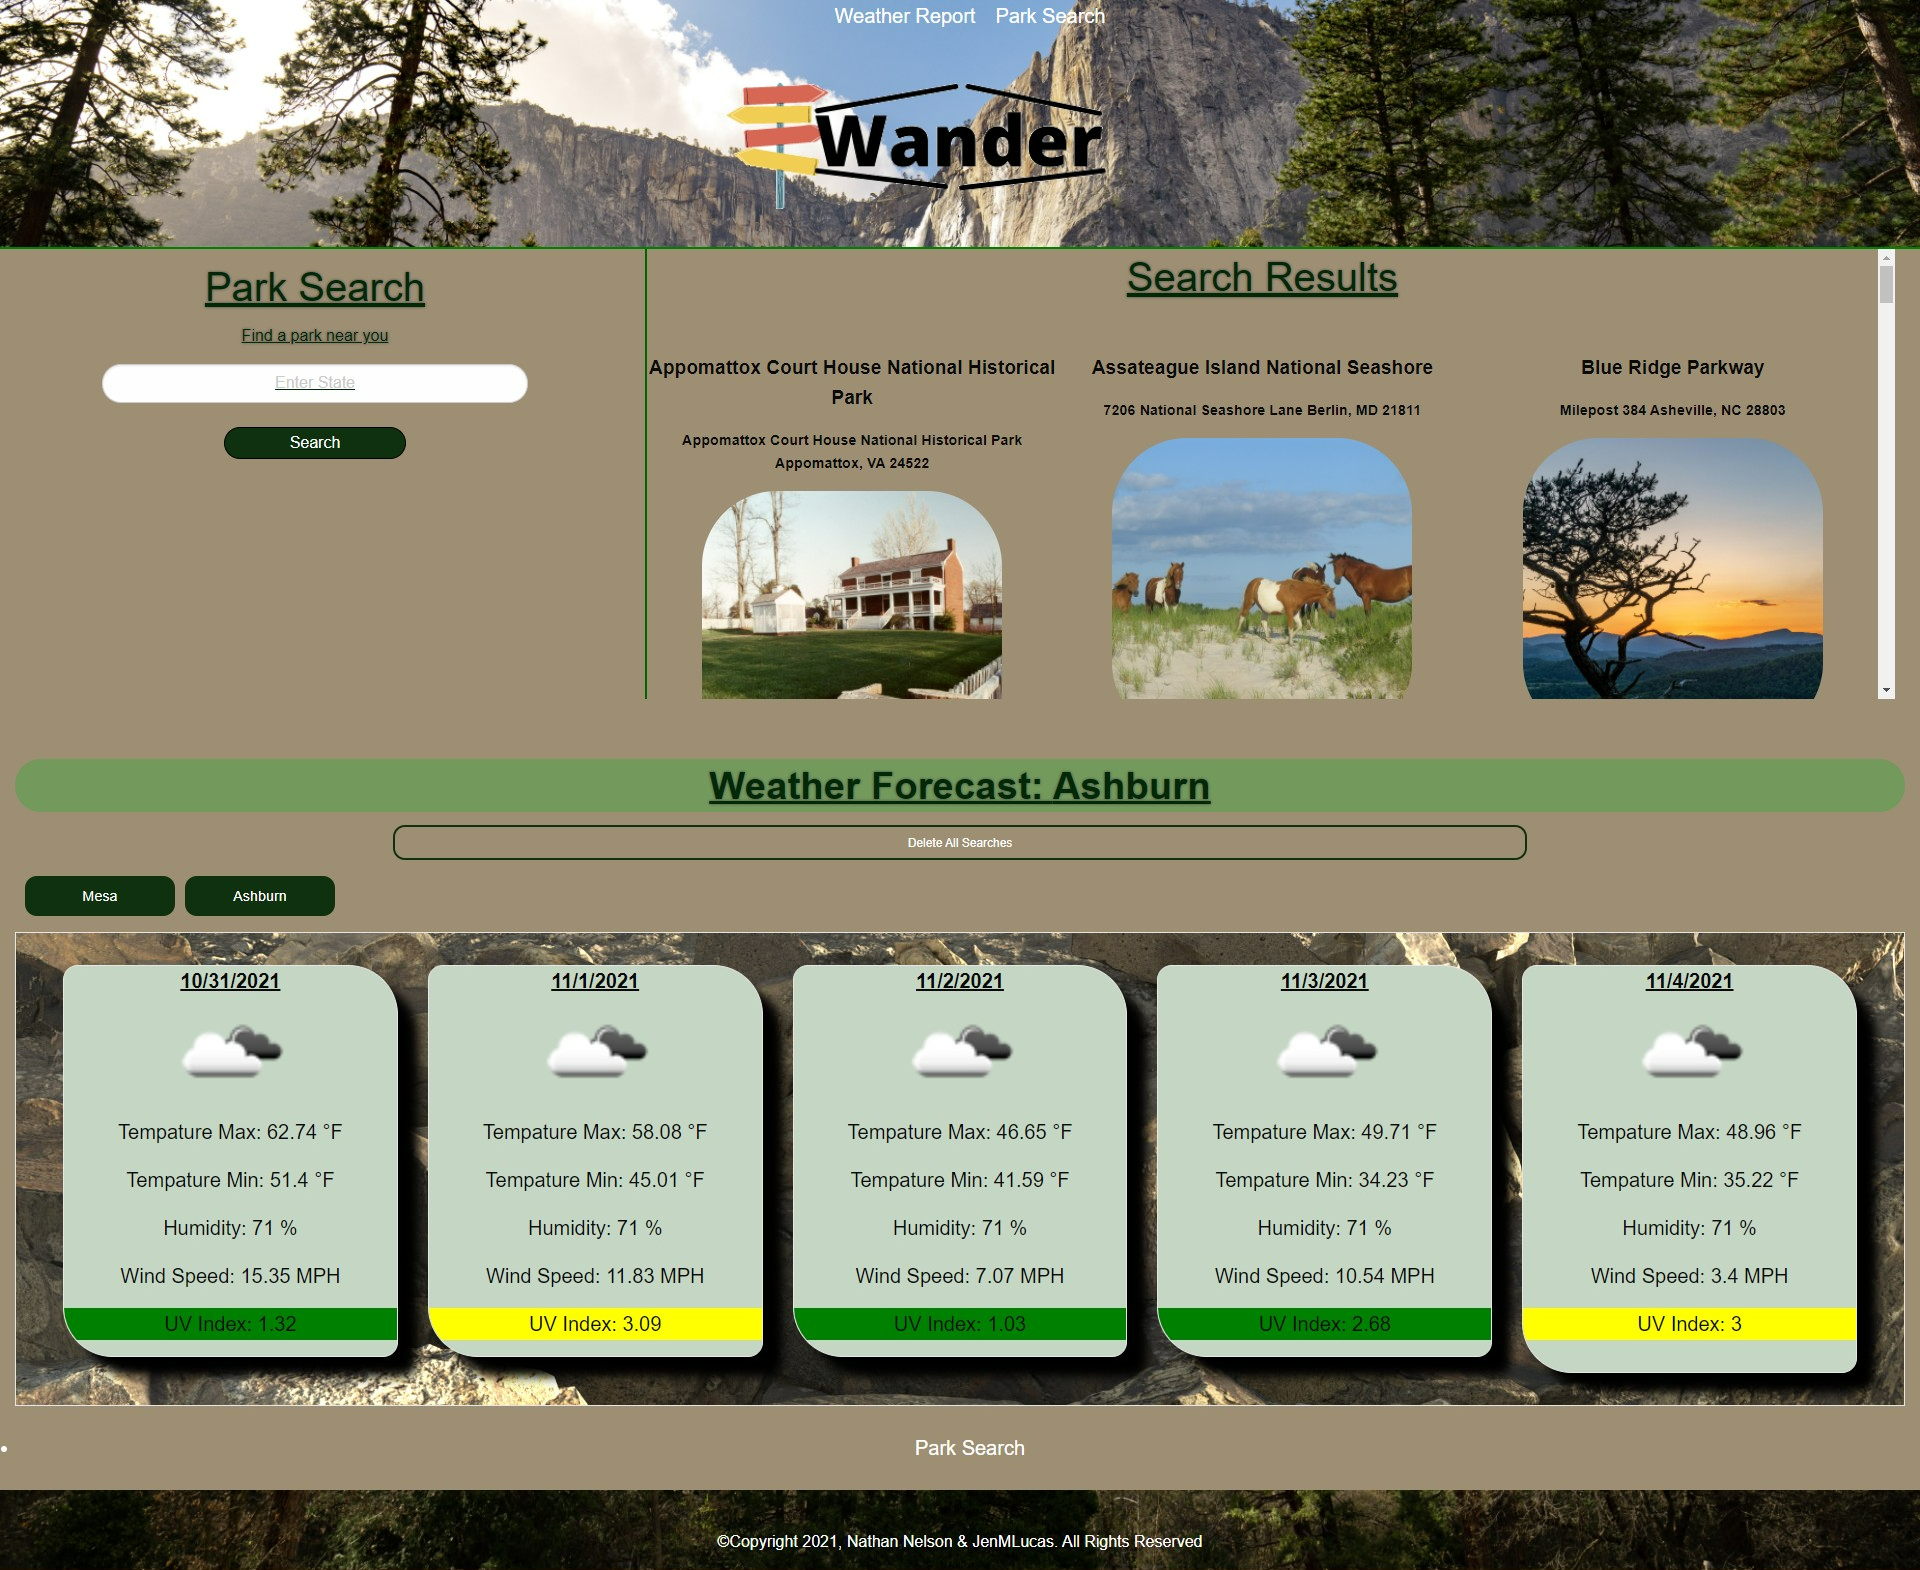 Weather Report Park Search
Wander
Park Search
Find a park near you
Enter State
Search
Search Results
Appomattox Court House National Historical
Park
Appomattox Court House National Historical Park
Appomattox, VA 24522
Assateague Island National Seashore
7206 National Seashore Lane Berlin, MD 21811
Blue Ridge Parkway
Milepost 384 Asheville, NC 28803
Weather Forecast: Ashburn
Delete All Searches
Mesa
Ashburn
10/31/2021
Tempature Max: 62.74 °F
Tempature Min: 51.4 °F
Humidity: 71 %
Wind Speed: 15.35 MPH
UV Index: 1.32
11/1/2021
Tempature Max: 58.08 °F
Tempature Min: 45.01 °F
Humidity: 71 %
Wind Speed: 11.83 MPH
UV Index: 3.09
11/2/2021
Tempature Max: 46.65 °F
Tempature Min: 41.59 °F
Humidity: 71 %
Wind Speed: 7.07 MPH
UV Index: 1.03
11/3/2021
Tempature Max: 49.71 °F
Tempature Min: 34.23 °F
Humidity: 71 %
Wind Speed: 10.54 MPH
UV Index: 2.68
11/4/2021
Tempature Max: 48.96 °F
Tempature Min: 35.22 °F
Humidity: 71 %
Wind Speed: 3.4 MPH
UV Index: 3
Park Search
©Copyright 2021, Nathan Nelson & JenMLucas. All Rights Reserved